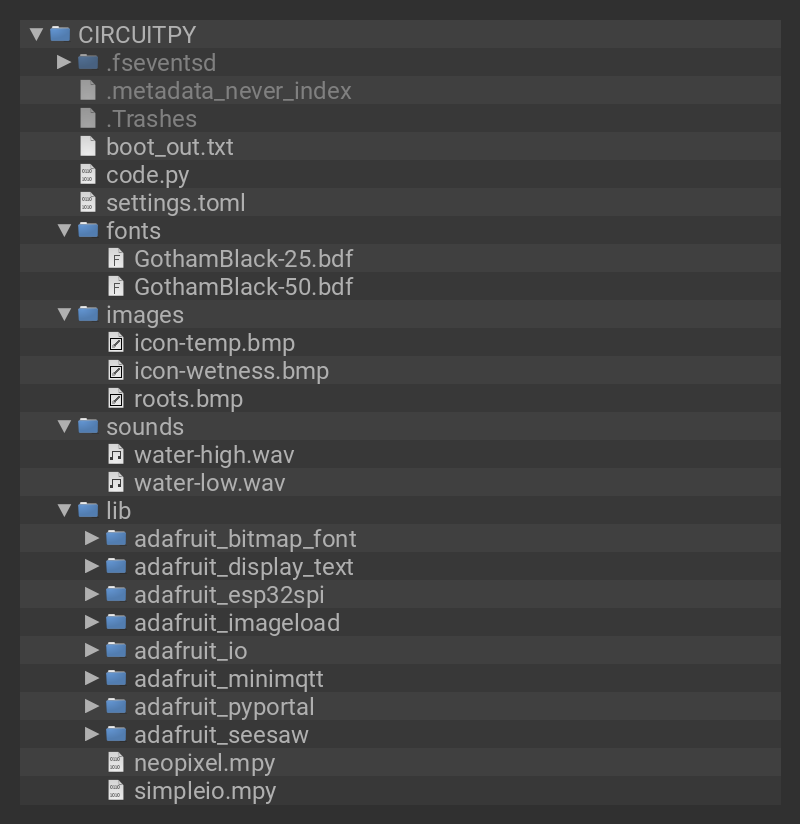 CIRCUITPY
.fseventsd
.metadata_never_index
.Trashes
boot_out.txt
code.py
settings.toml
fonts
GothamBlack-25.bdf
GothamBlack-50.bdf
images
icon-temp.bmp
icon-wetness.bmp
roots.bmp
sounds
water-high.wav
water-low.wav
lib
adafruit_bitmap_font
adafruit_display_text
adafruit_esp32spi
adafruit_imageload
adafruit_io
adafruit_minimqtt
adafruit_pyportal
adafruit_seesaw
neopixel.mpy
simpleio.mpy